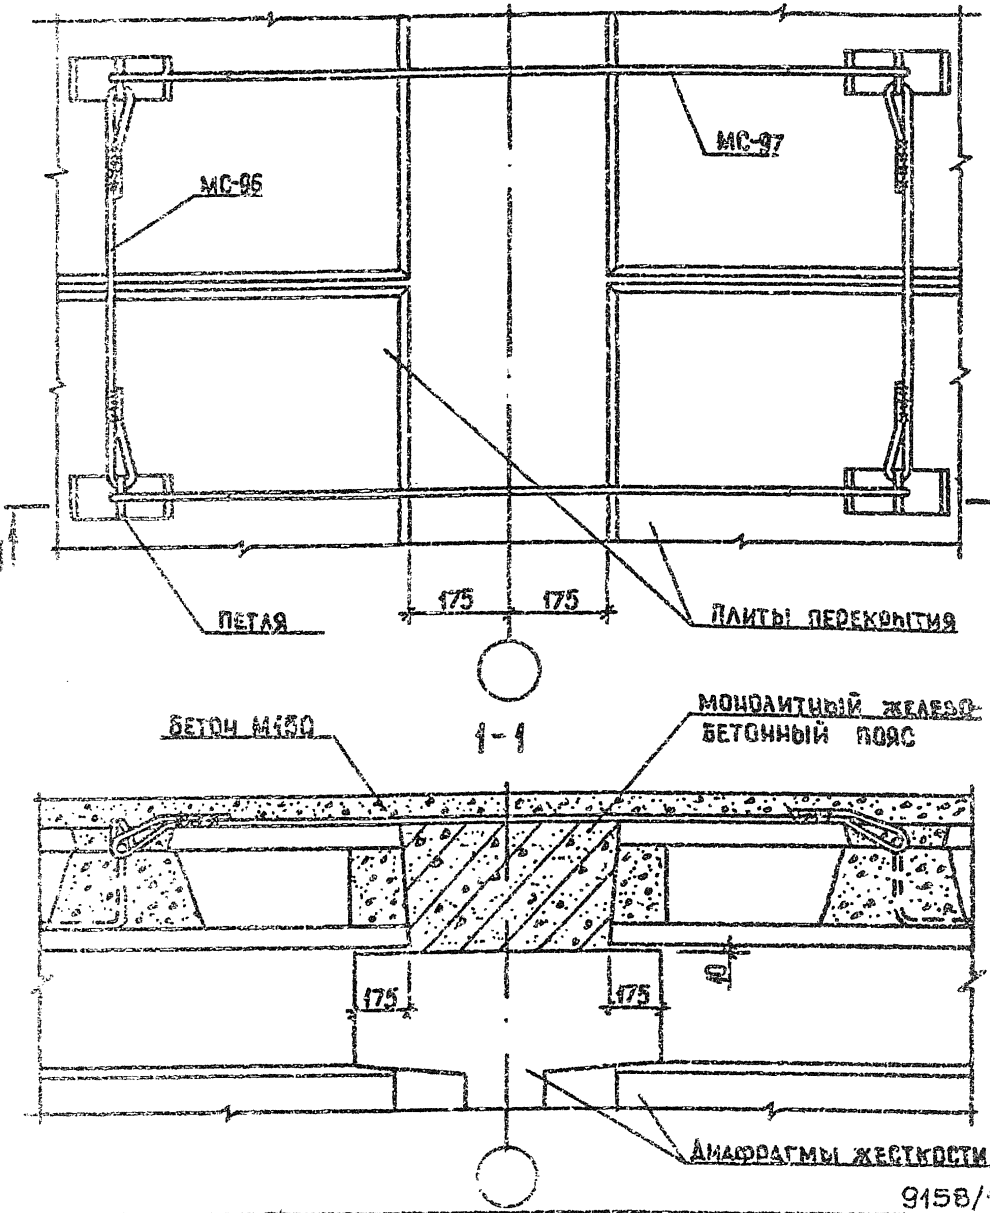 МС-97
МС-96
175 175
ПЕТЛЯ
ПЛИТЫ ПЕРЕКРЫТИЯ
БЕТОН М150
1-1
МОНОЛИТНЫЙ ЖЕЛЕЗО-
БЕТОННЫЙ ПОЯС
10
175 175
ДИАФРАГМЫ ЖЕСТКОСТИ
9158/